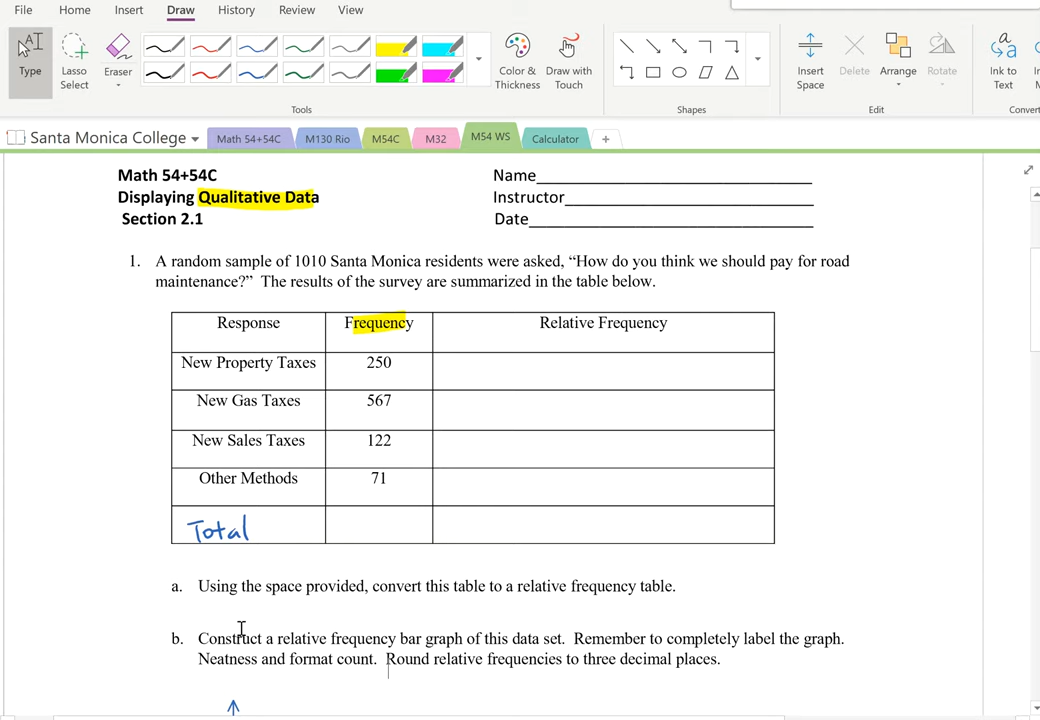 File Home Insert Draw History Review View
Type
Lasso
Select
Eraser
Color &
Thickness
Draw with
Touch
Insert
Space
Delete
Arrange
Rotate
Ink to
Text
Tools
Shapes
Edit
Santa Monica College Math 54+54C M130 Rio M54C M32 M54 WS Calculator
Math 54+54C Name
Displaying Qualitative Data Instructor
Section 2.1 Date
1. A random sample of 1010 Santa Monica residents were asked, “How do you think we should pay for road
maintenance?” The results of the survey are summarized in the table below.
Response Frequency Relative Frequency
New Property Taxes 250
New Gas Taxes 567
New Sales Taxes 122
Other Methods 71
Total
a. Using the space provided, convert this table to a relative frequency table.
b. Construct a relative frequency bar graph of this data set. Remember to completely label the graph.
Neatness and format count. Round relative frequencies to three decimal places.